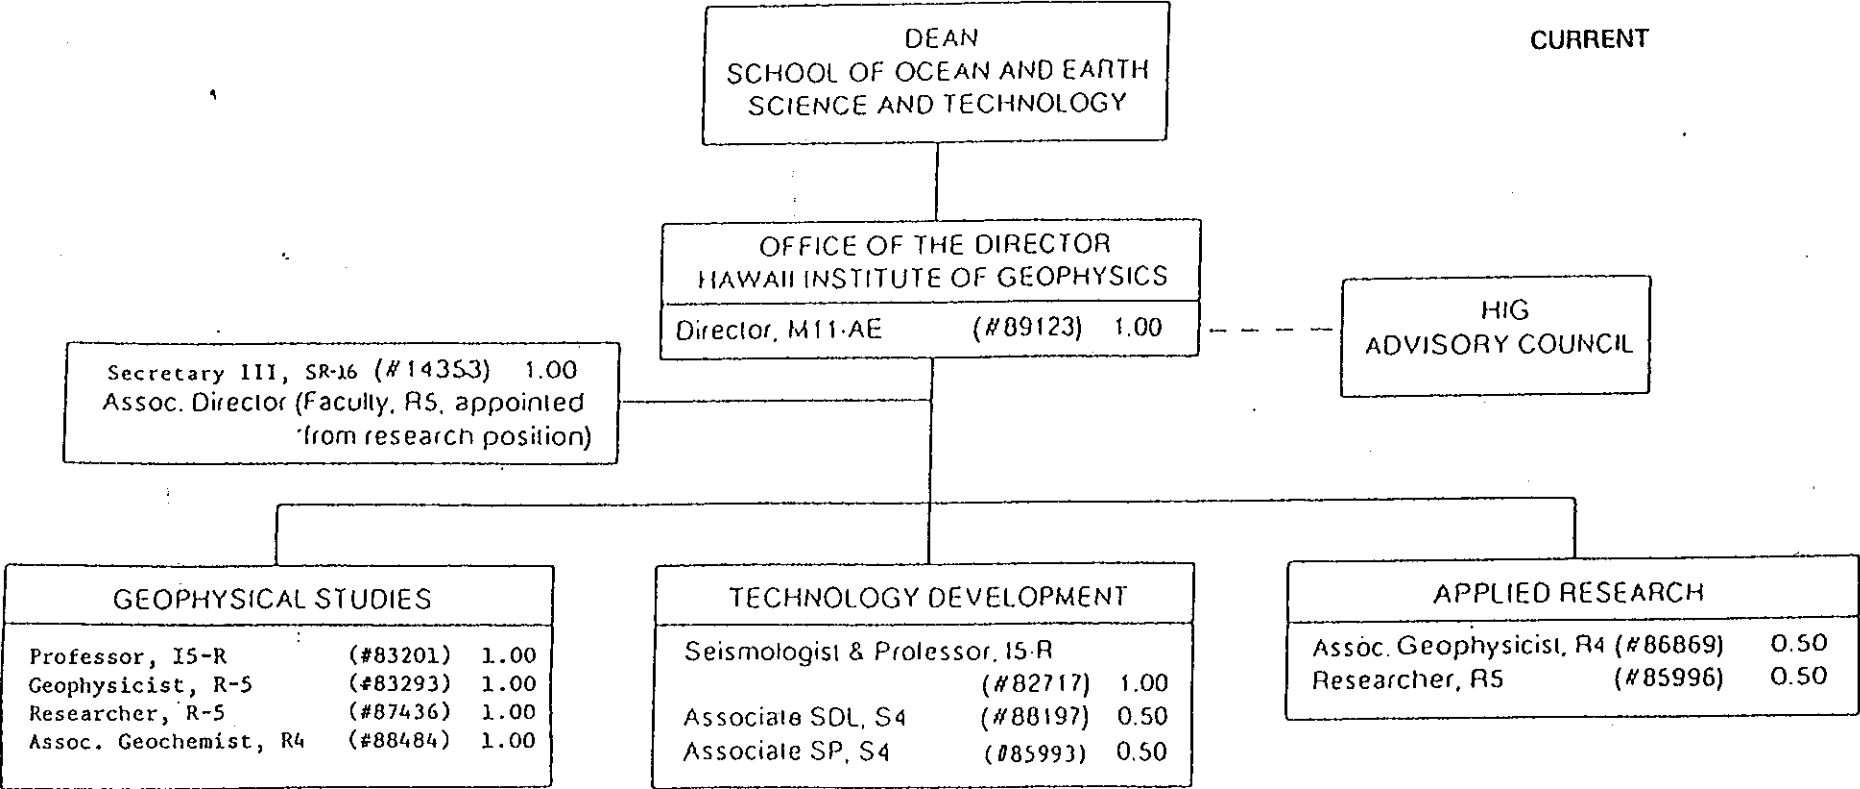 CURRENT
DEAN
SCHOOL OF OCEAN AND EARTH
SCIENCE AND TECHNOLOGY
OFFICE OF THE DIRECTOR
HAWAII INSTITUTE OF GEOPHYSICS
Director, M11-AE (#89123) 1.00
HIG
ADVISORY COUNCIL
Secretary III, SR-16 (#14353) 1.00
Assoc. Director (Faculty, R5, appointed
from research position)
GEOPHYSICAL STUDIES
Professor, I5-R (#83201) 1.00
Geophysicist, R-5 (#83293) 1.00
Researcher, R-5 (#87436) 1.00
Assoc. Geochemist, R4 (#88484) 1.00
TECHNOLOGY DEVELOPMENT
Seismologist & Professor, I5-R
(#82717) 1.00
Associate SOL, S4 (#88197) 0.50
Associate SP, S4 (#85993) 0.50
APPLIED RESEARCH
Assoc. Geophysicist, R4 (#86869) 0.50
Researcher, R5 (#85996) 0.50